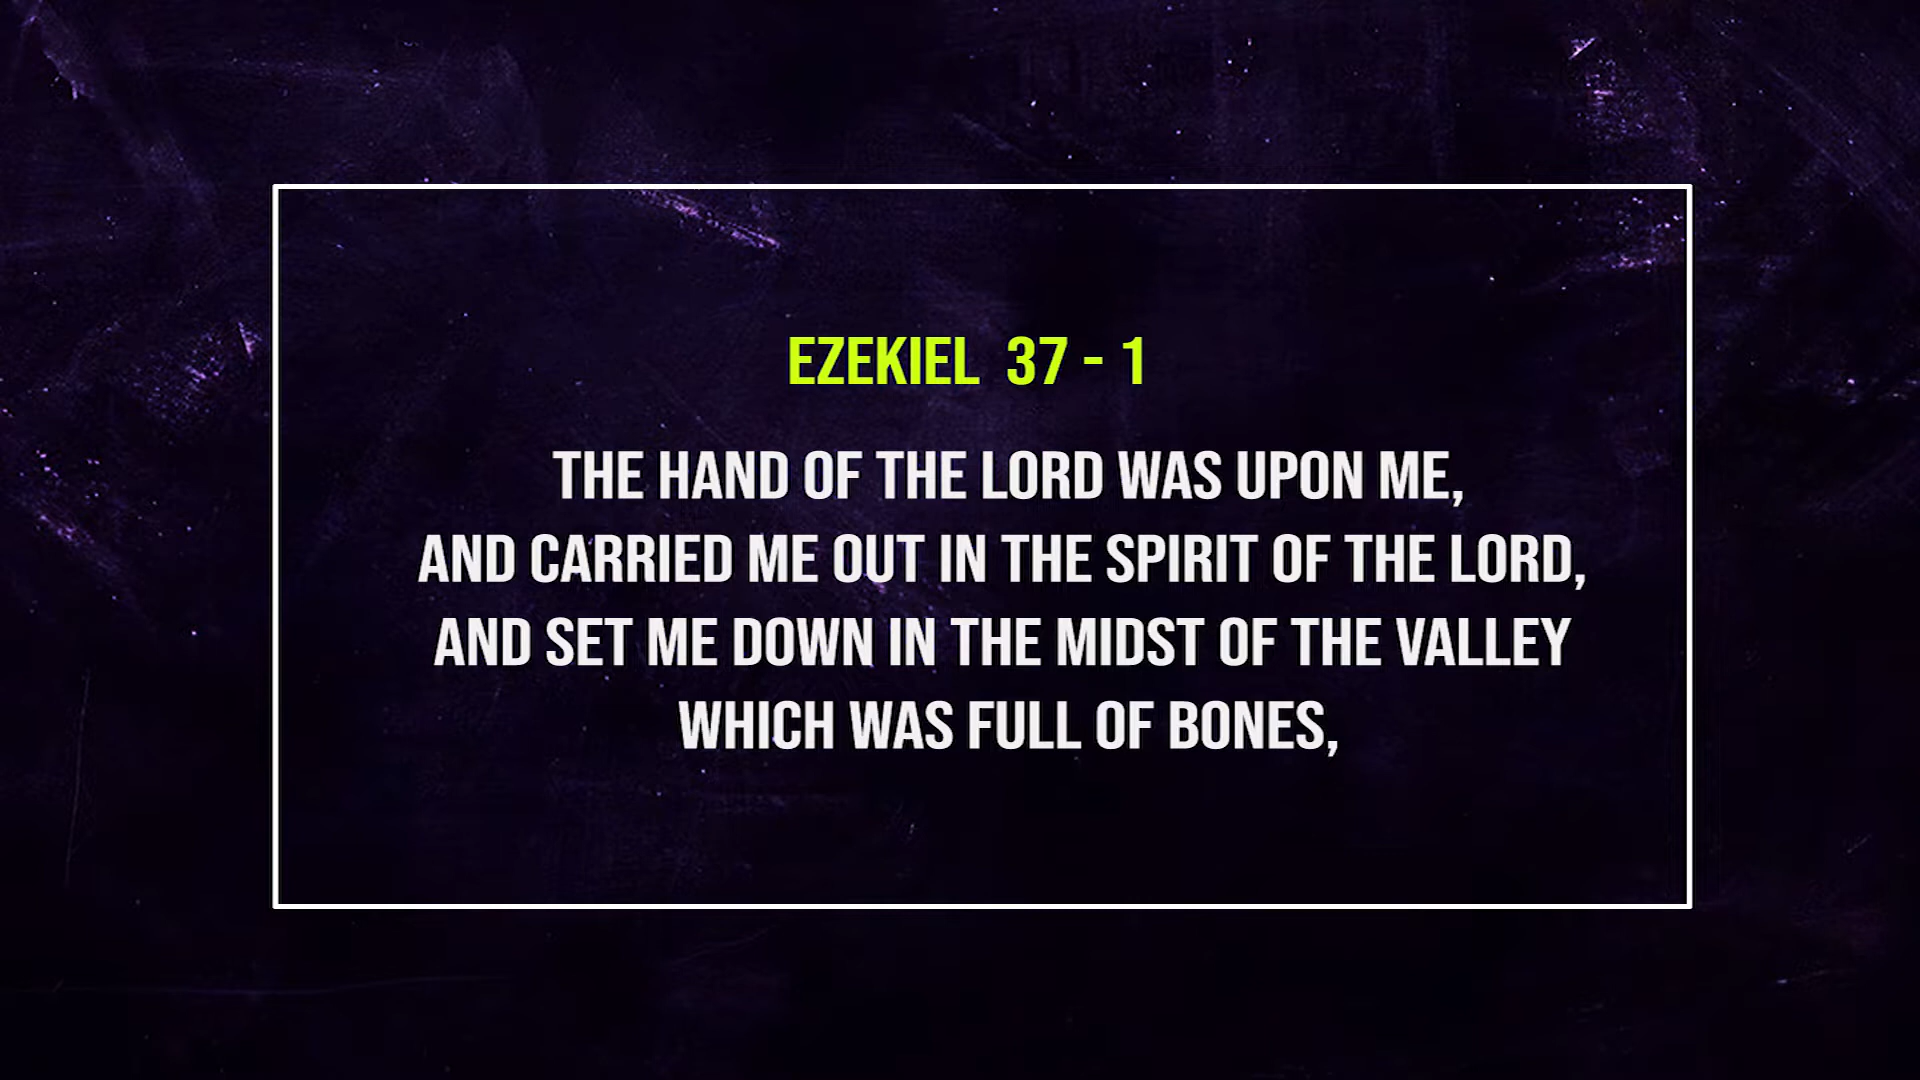 EZEKIEL 37 - 1
THE HAND OF THE LORD WAS UPON ME,
AND CARRIED ME OUT IN THE SPIRIT OF THE LORD,
AND SET ME DOWN IN THE MIDST OF THE VALLEY
WHICH WAS FULL OF BONES,